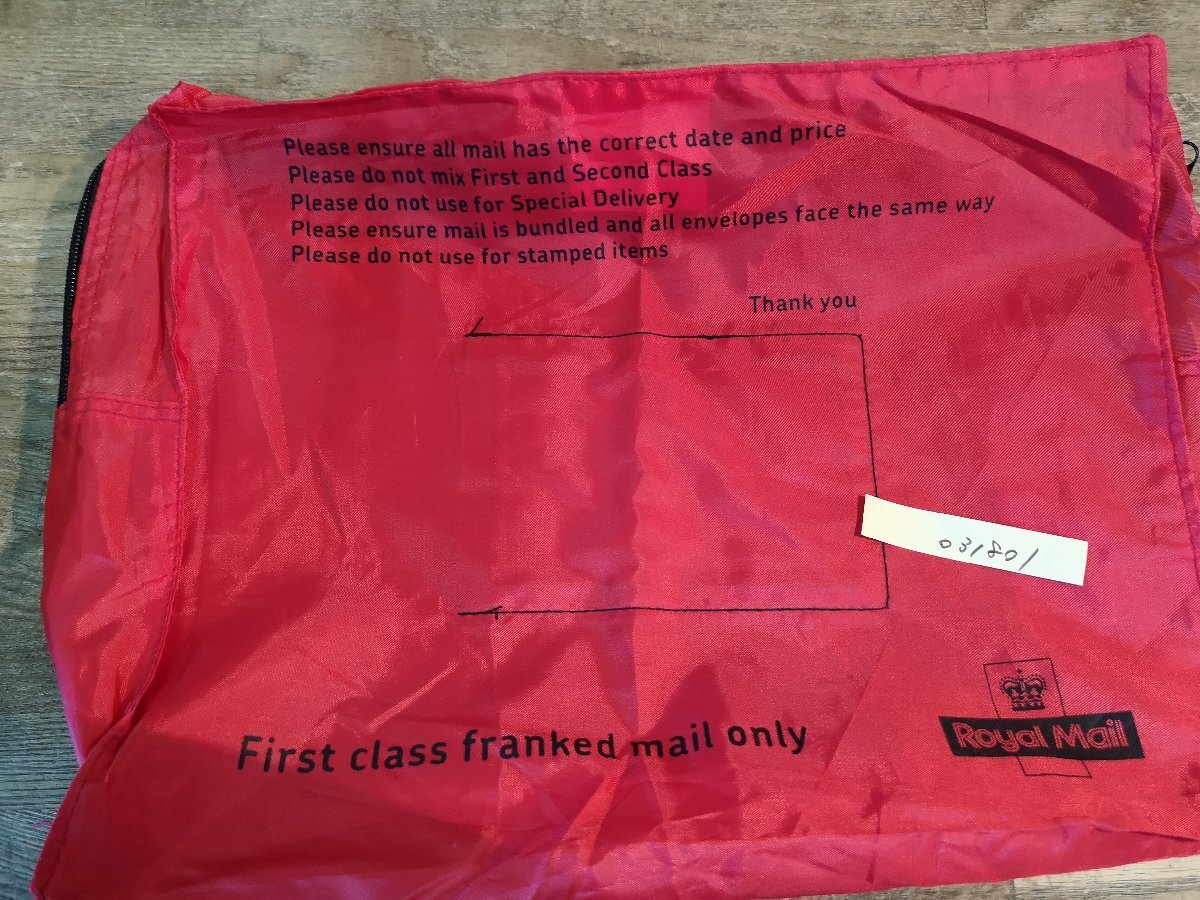 Please ensure all mail has the correct date and price
Please do not mix First and Second Class
Please do not use for Special Delivery
Please ensure mail is bundled and all envelopes face the same way
Please do not use for stamped items
Thank you
031801
First class franked mail only
Royal Mail